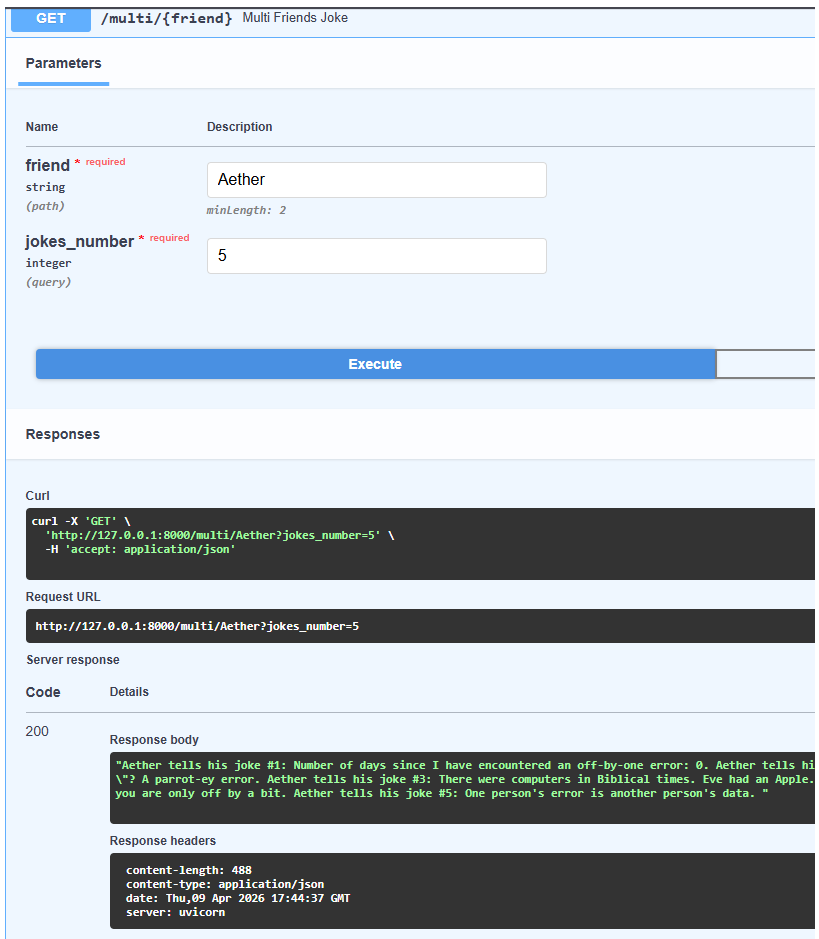 GET /multi/{friend} Multi Friends Joke
Parameters
Name Description
friend * required
string
(path)
Aether
minLength: 2
jokes_number * required
integer
(query)
5
Execute
Responses
Curl
curl -X 'GET' \
'http://127.0.0.1:8000/multi/Aether?jokes_number=5' \
-H 'accept: application/json'
Request URL
http://127.0.0.1:8000/multi/Aether?jokes_number=5
Server response
Code Details
200
Response body
"Aether tells his joke #1: Number of days since I have encountered an off-by-one error: 0. Aether tells hi
\"? A parrot-ey error. Aether tells his joke #3: There were computers in Biblical times. Eve had an Apple.
you are only off by a bit. Aether tells his joke #5: One person's error is another person's data. "
Response headers
content-length: 488
content-type: application/json
date: Thu,09 Apr 2026 17:44:37 GMT
server: uvicorn